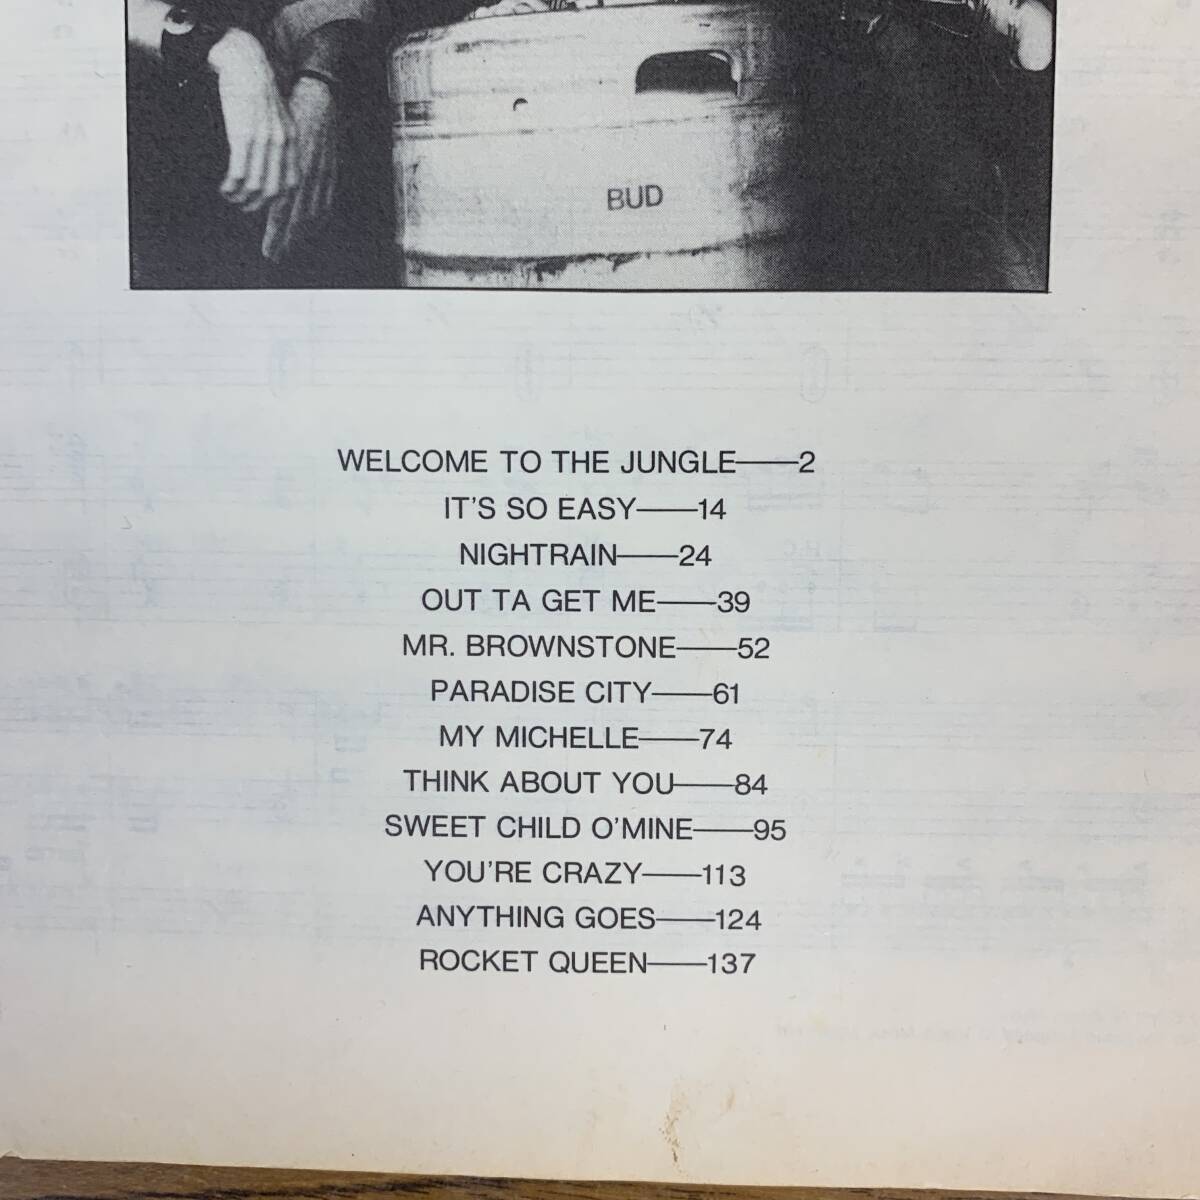 BUD
WELCOME TO THE JUNGLE——2
IT'S SO EASY——14
NIGHTRAIN——24
OUT TA GET ME——39
MR. BROWNSTONE——52
PARADISE CITY——61
MY MICHELLE——74
THINK ABOUT YOU——84
SWEET CHILD O'MINE——95
YOU'RE CRAZY——113
ANYTHING GOES——124
ROCKET QUEEN——137